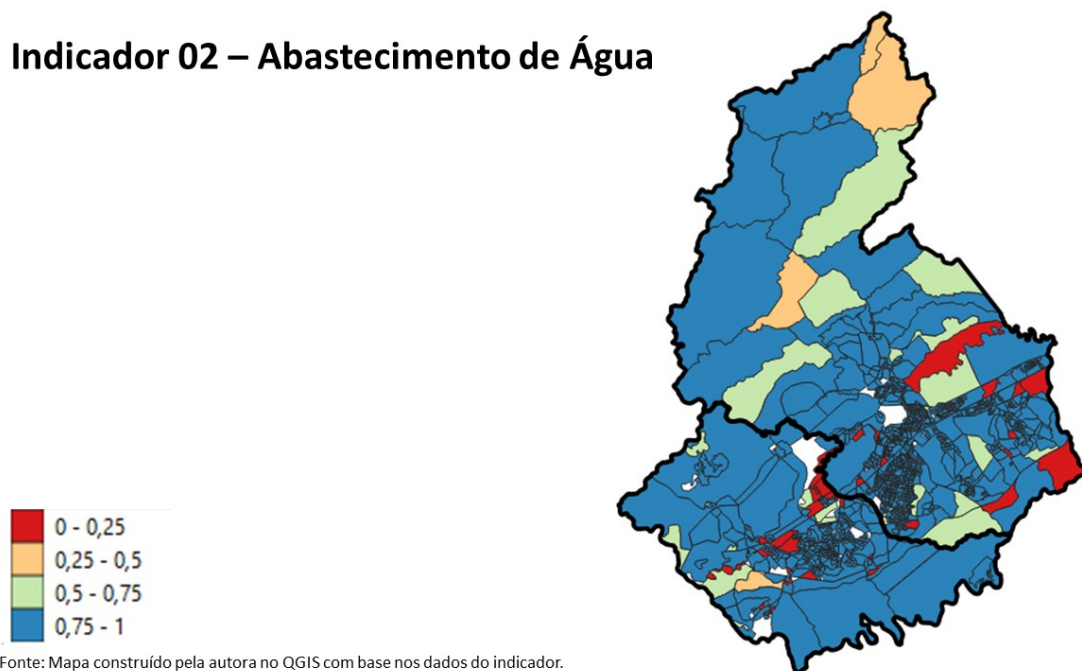 Indicador 02 – Abastecimento de Água
0 - 0,25
0,25 - 0,5
0,5 - 0,75
0,75 - 1
Fonte: Mapa construído pela autora no QGIS com base nos dados do indicador.